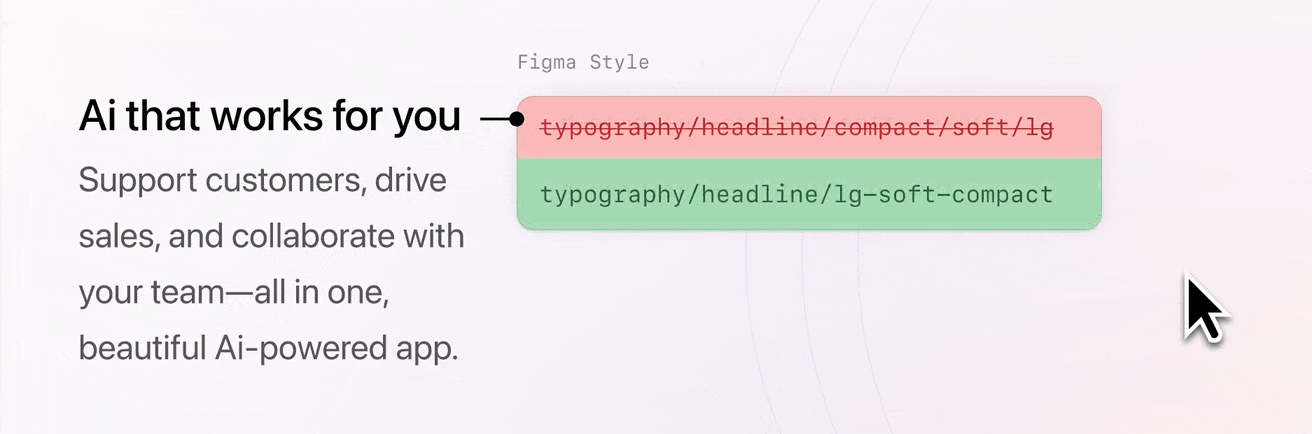 Figma Style
Ai that works for you
typography/headline/compact/soft/lg
Support customers, drive
typography/headline/lg-soft-compact
sales, and collaborate with
your team—all in one,
beautiful Ai-powered app.